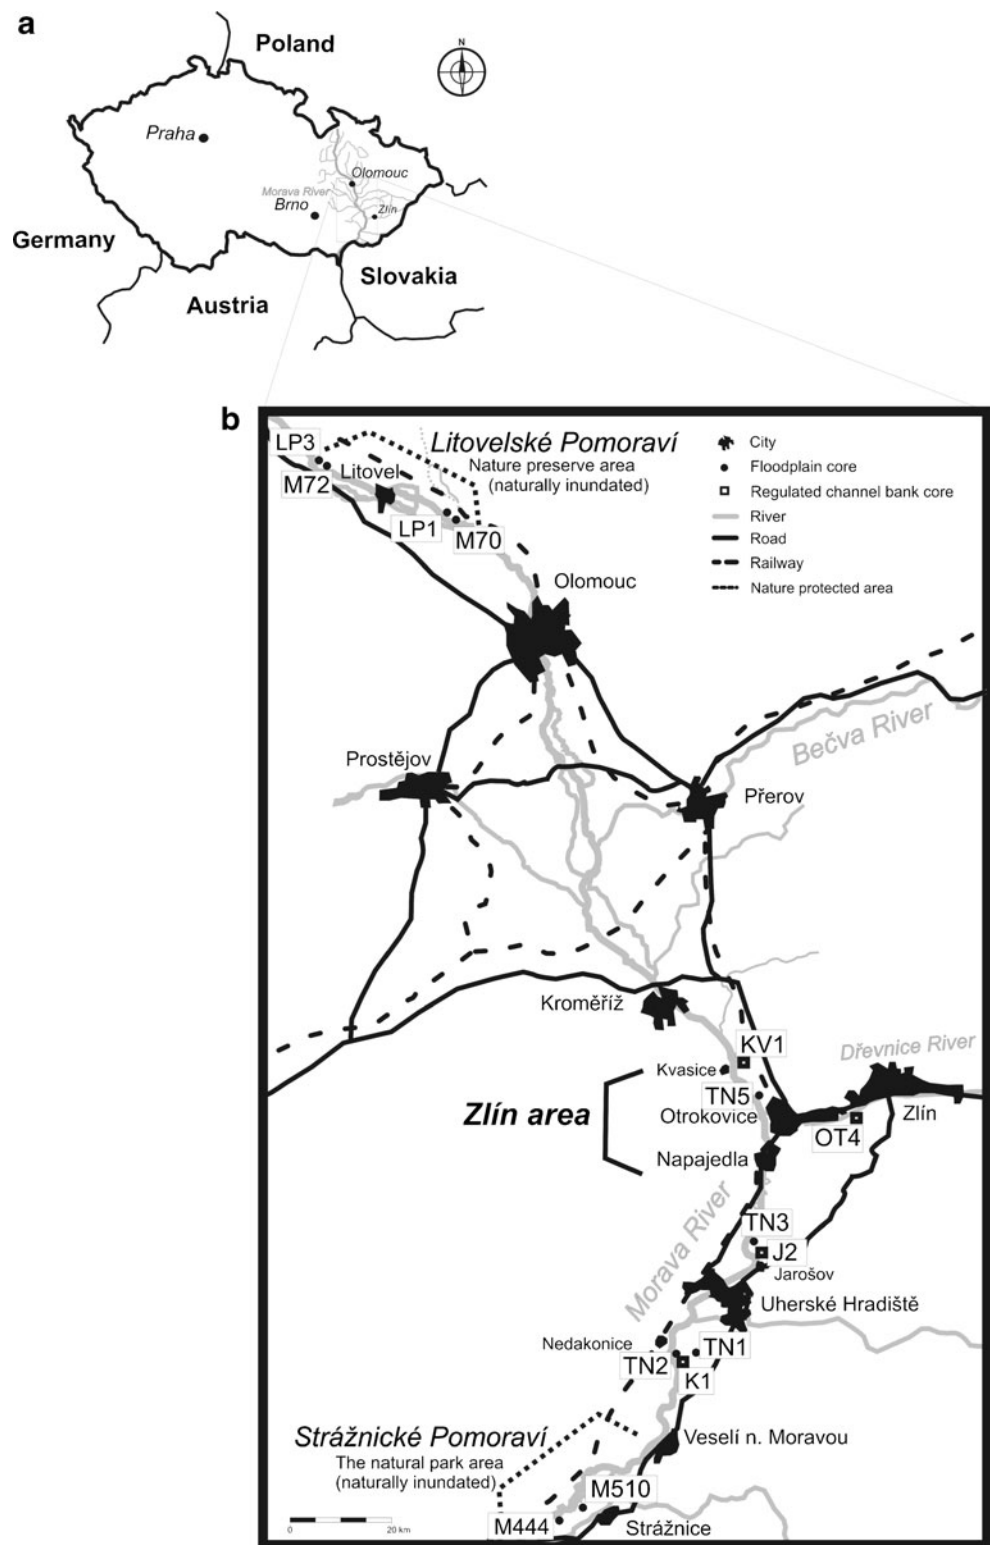 a
Poland
N
Praha
Olomouc
Morava River
Brno
Zlín
Germany
Slovakia
Austria
b
LP3
Litovelské Pomoraví
City
Nature preserve area
(naturally inundated)
Floodplain core
Litovel
M72
Regulated channel bank core
LP1
River
M70
Road
Railway
Olomouc
Nature protected area
Bečva River
Prostějov
Přerov
Kroměříž
KV1
Dřevnice River
Kvasice
TN5
Zlín area
Otrokovice
Zlín
OT4
Napajedla
Morava River
TN3
J2
Jarošov
Uherské Hradiště
Nedakonice
TN1
TN2
K1
Strážnické Pomoraví
Veselí n. Moravou
The natural park area
(naturally inundated)
M510
M444
Strážnice
0 20 km